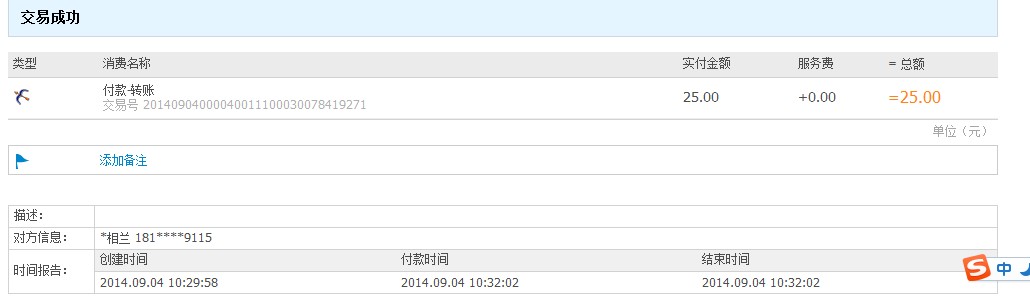 交易成功
类型 消费名称 实付金额 服务费 = 总额
付款-转账 25.00 +0.00 =25.00
交易号 20140904000040011100030078419271
单位（元）
添加备注
描述：
对方信息： *相兰 181****9115
时间报告： 创建时间 付款时间 结束时间
2014.09.04 10:29:58 2014.09.04 10:32:02 2014.09.04 10:32:02
S 中